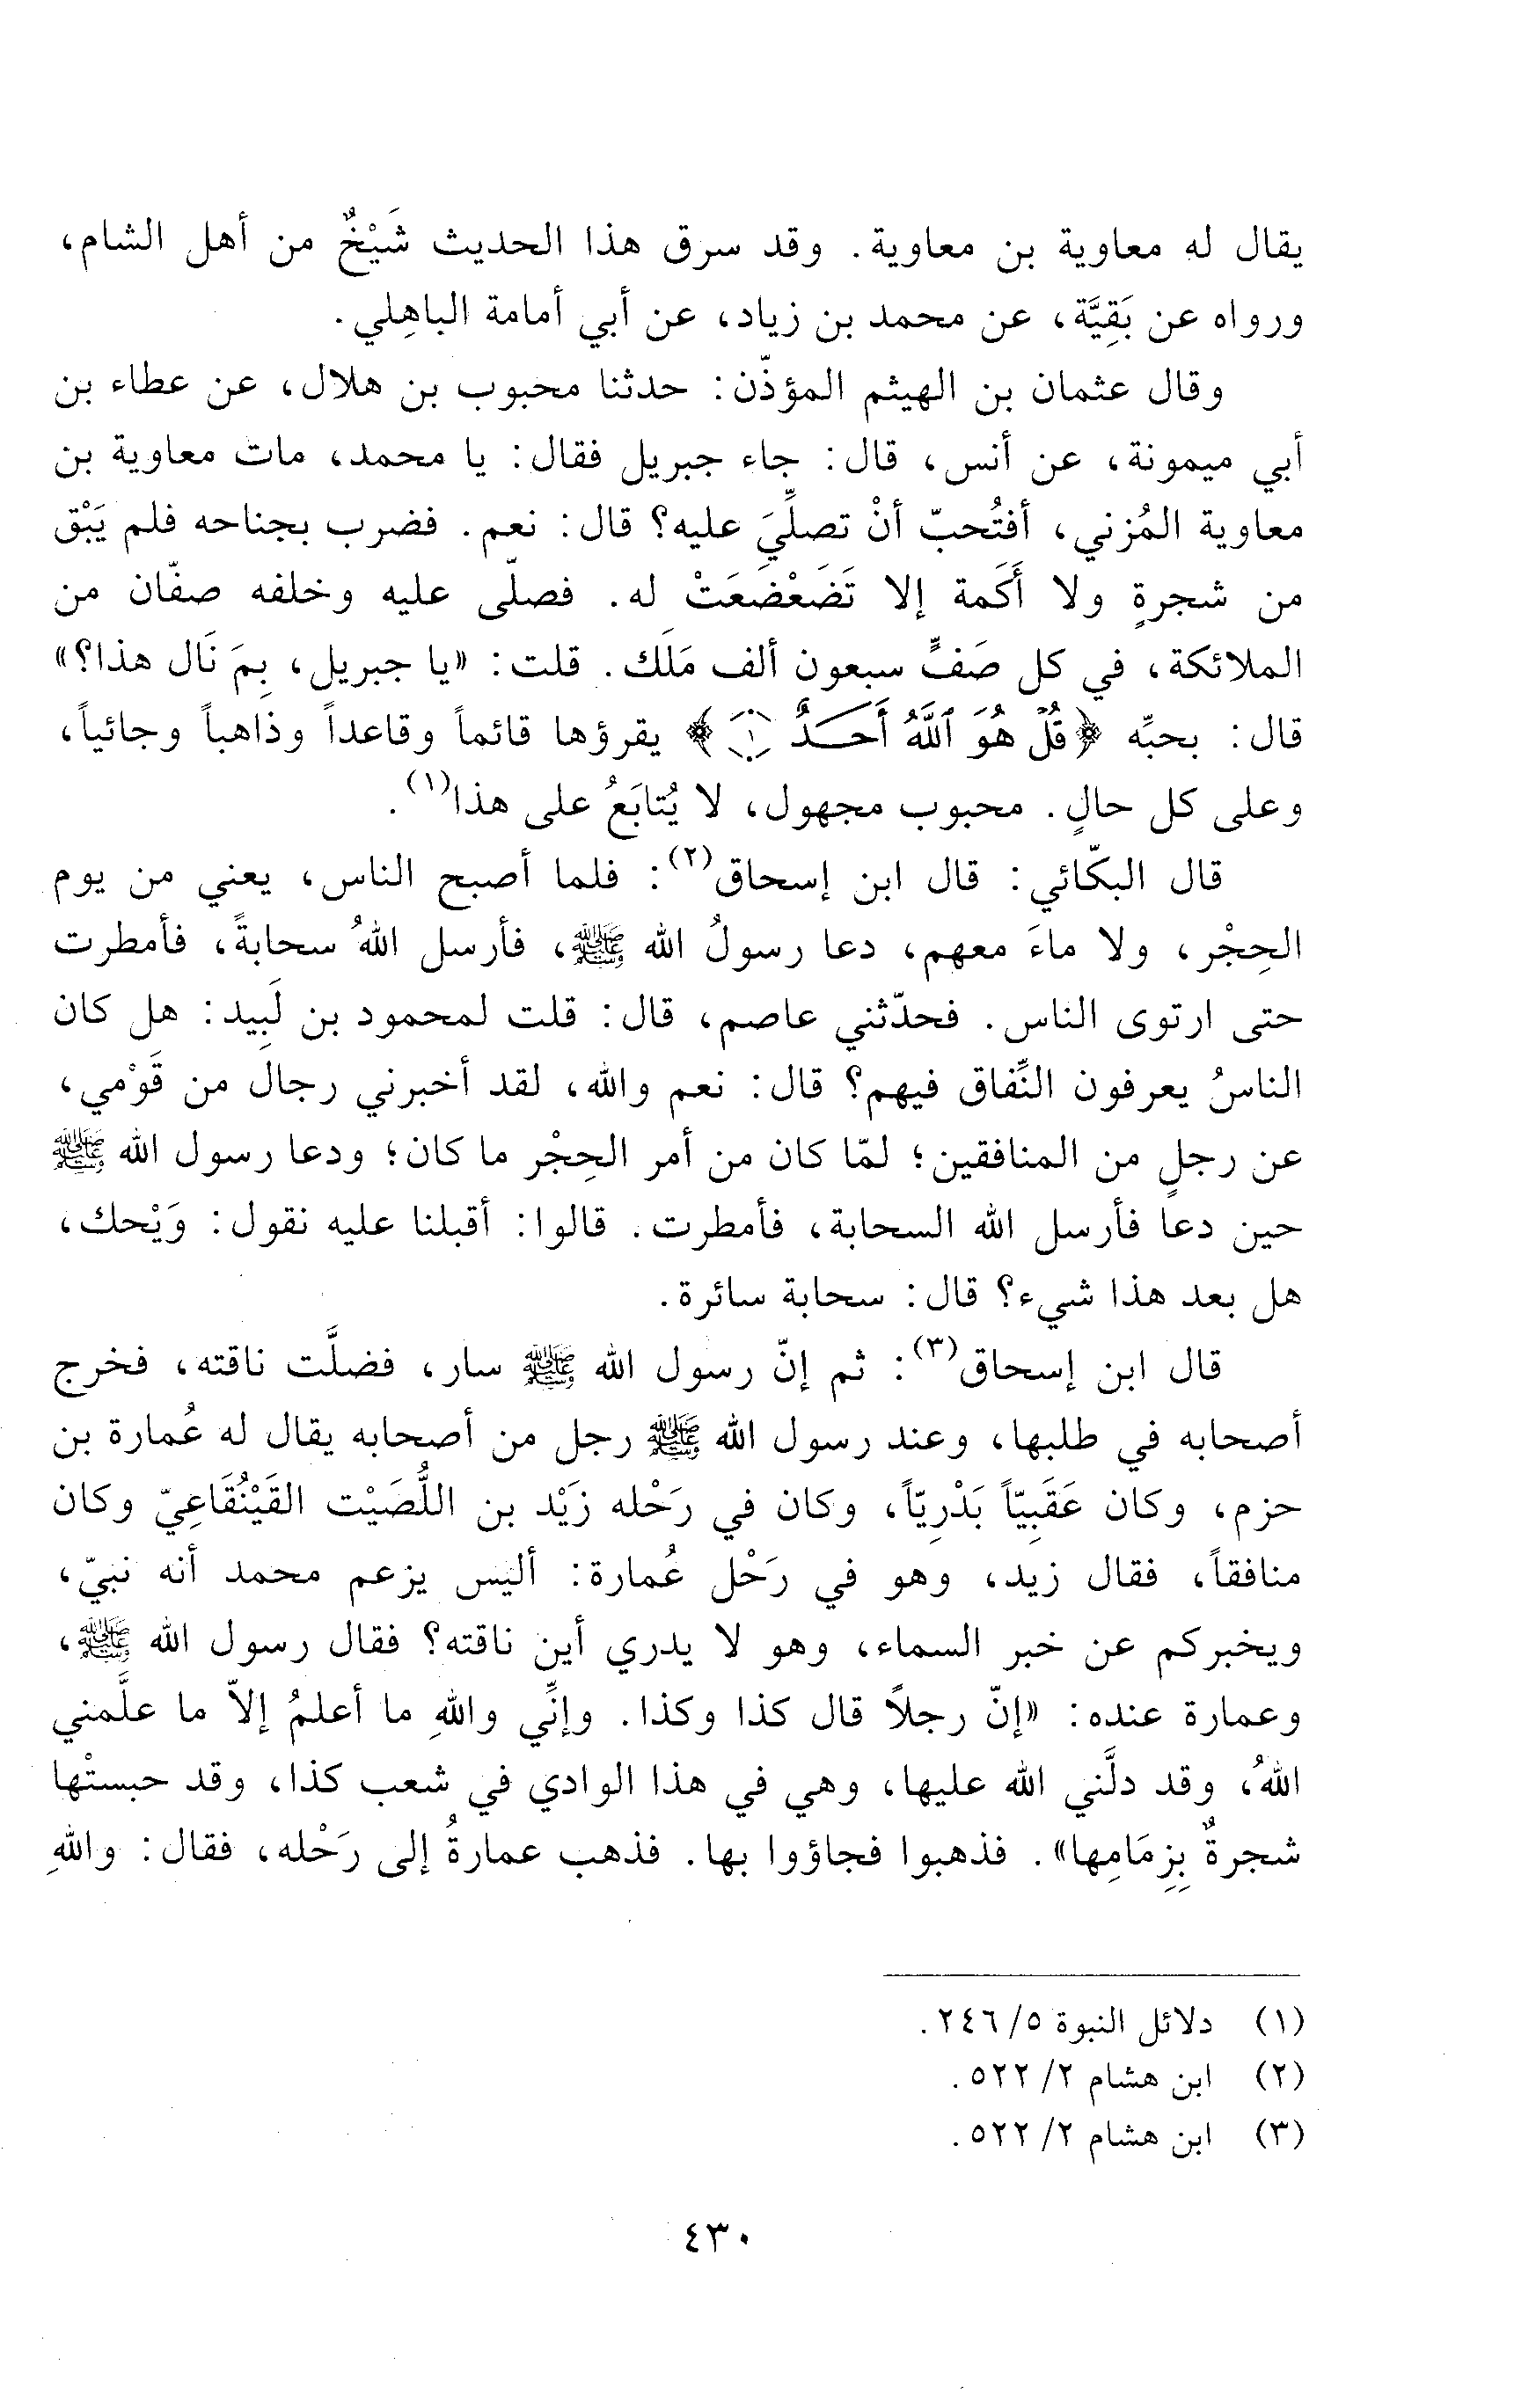 يقال له معاوية بن معاوية. وقد سرق هذا الحديث شَيْخٌ من أهل الشام،
ورواه عن بَقِيَّة، عن محمد بن زياد، عن أبي أمامة الباهِلي.
وقال عثمان بن الهيثم المؤذّن: حدثنا محبوب بن هلال، عن عطاء بن
أبي ميمونة، عن أنس، قال: جاء جبريل فقال: يا محمد، مات معاوية بن
معاوية المُزني، أفتُحبّ أنْ تصلِّيَ عليه؟ قال: نعم. فضرب بجناحه فلم يَبْق
من شجرةٍ ولا أَكَمة إلا تَضَعْضَعَتْ له. فصلّى عليه وخلفه صفّان من
الملائكة، في كل صَفٍّ سبعون ألف مَلَك. قلت: «يا جبريل، بِمَ نَال هذا؟»
قال: بحبِّه ﴿قُلْ هُوَ ٱللَّهُ أَحَدٌ ١﴾ يقرؤها قائماً وقاعداً وذاهباً وجائياً،
وعلى كل حالٍ. محبوب مجهول، لا يُتابَعُ على هذا(١).
قال البكّائي: قال ابن إسحاق(٢): فلما أصبح الناس، يعني من يوم
الحِجْر، ولا ماءَ معهم، دعا رسولُ الله ﷺ، فأرسل اللهُ سحابةً، فأمطرت
حتى ارتوى الناس. فحدّثني عاصم، قال: قلت لمحمود بن لَبِيد: هل كان
الناسُ يعرفون النِّفاق فيهم؟ قال: نعم والله، لقد أخبرني رجال من قَوْمي،
عن رجلٍ من المنافقين؛ لمّا كان من أمر الحِجْر ما كان؛ ودعا رسول الله ﷺ
حين دعا فأرسل الله السحابة، فأمطرت. قالوا: أقبلنا عليه نقول: وَيْحك،
هل بعد هذا شيء؟ قال: سحابة سائرة.
قال ابن إسحاق(٣): ثم إنّ رسول الله ﷺ سار، فضلَّت ناقته، فخرج
أصحابه في طلبها، وعند رسول الله ﷺ رجل من أصحابه يقال له عُمارة بن
حزم، وكان عَقَبِيّاً بَدْرِيّاً، وكان في رَحْله زَيْد بن اللُّصَيْت القَيْنُقَاعِيّ وكان
منافقاً، فقال زيد، وهو في رَحْل عُمارة: أليس يزعم محمد أنه نبيّ،
ويخبركم عن خبر السماء، وهو لا يدري أين ناقته؟ فقال رسول الله ﷺ،
وعمارة عنده: «إنّ رجلاً قال كذا وكذا. وإنِّي واللهِ ما أعلمُ إلاّ ما علَّمني
اللهُ، وقد دلَّني الله عليها، وهي في هذا الوادي في شعب كذا، وقد حبستْها
شجرةٌ بِزِمَامِها». فذهبوا فجاؤوا بها. فذهب عمارةُ إلى رَحْله، فقال: واللهِ
(١) دلائل النبوة ٥/ ٢٤٦.
(٢) ابن هشام ٢/ ٥٢٢.
(٣) ابن هشام ٢/ ٥٢٢.
٤٣٠